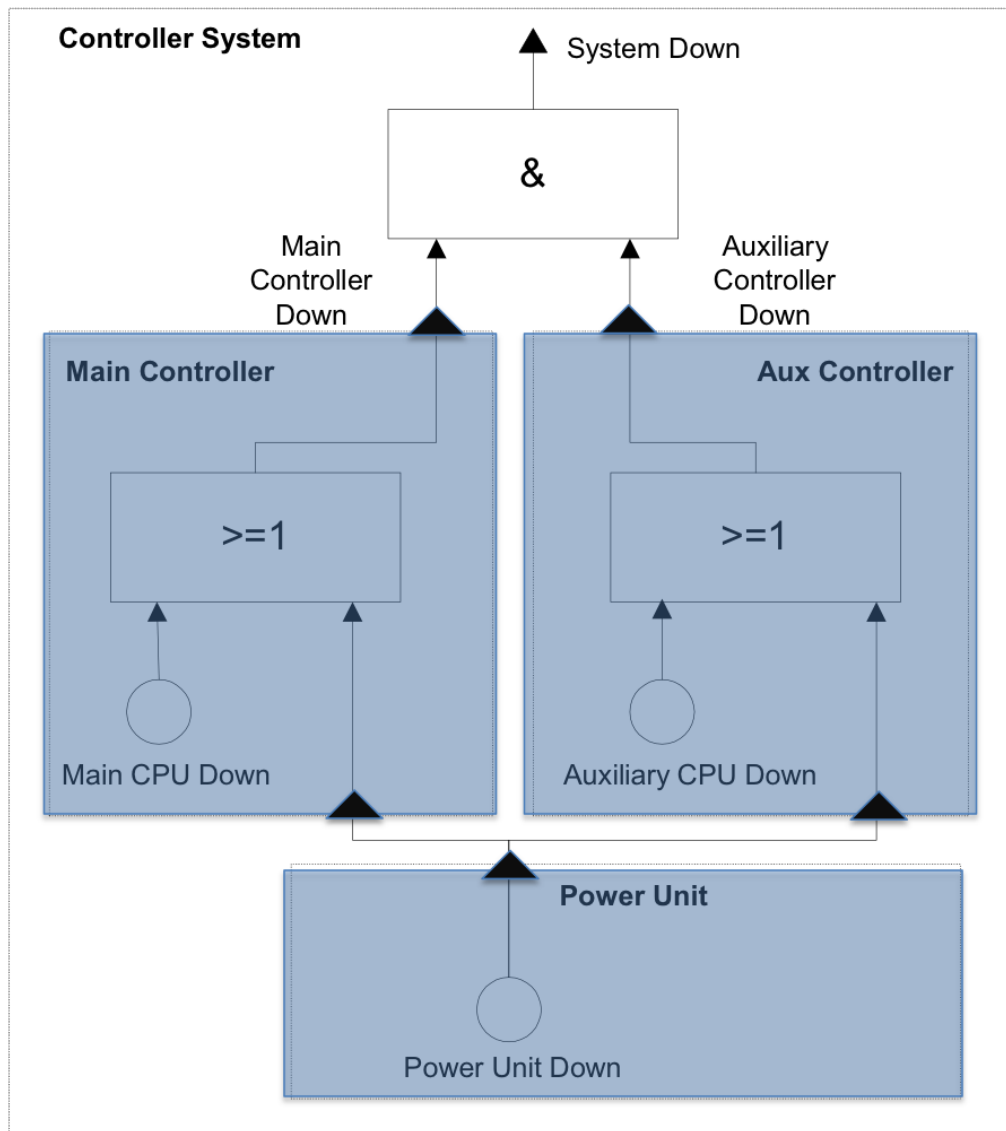 Controller System
System Down
&
Main
Controller
Down
Auxiliary
Controller
Down
Main Controller
Aux Controller
>=1
>=1
Main CPU Down
Auxiliary CPU Down
Power Unit
Power Unit Down